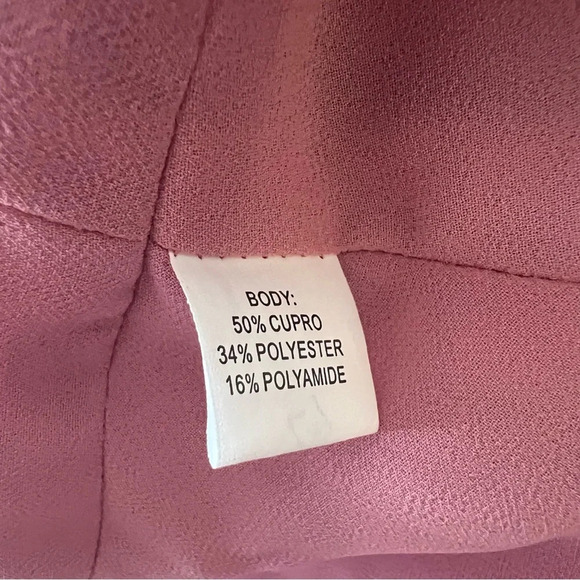 BODY:
50% CUPRO
34% POLYESTER
16% POLYAMIDE